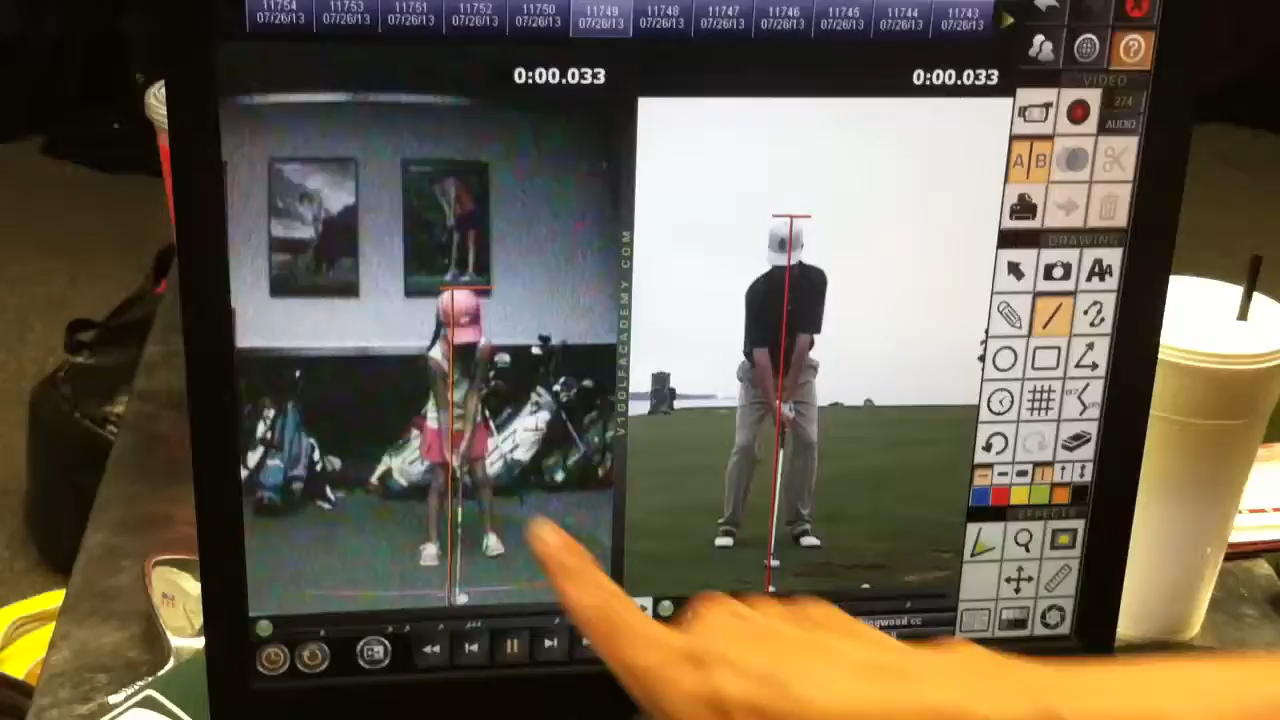 11754 11753 11751 11752 11750 11749 11748 11747 11746 11745 11744 11743
07/26/13 07/26/13 07/26/13 07/26/13 07/26/13 07/26/13 07/26/13 07/26/13 07/26/13 07/26/13 07/26/13 07/26/13
0:00.033
0:00.033
VIDEO
274
AUDIO
A B
DRAWING
AA
V1GOLFACADEMY.COM
EFFECTS